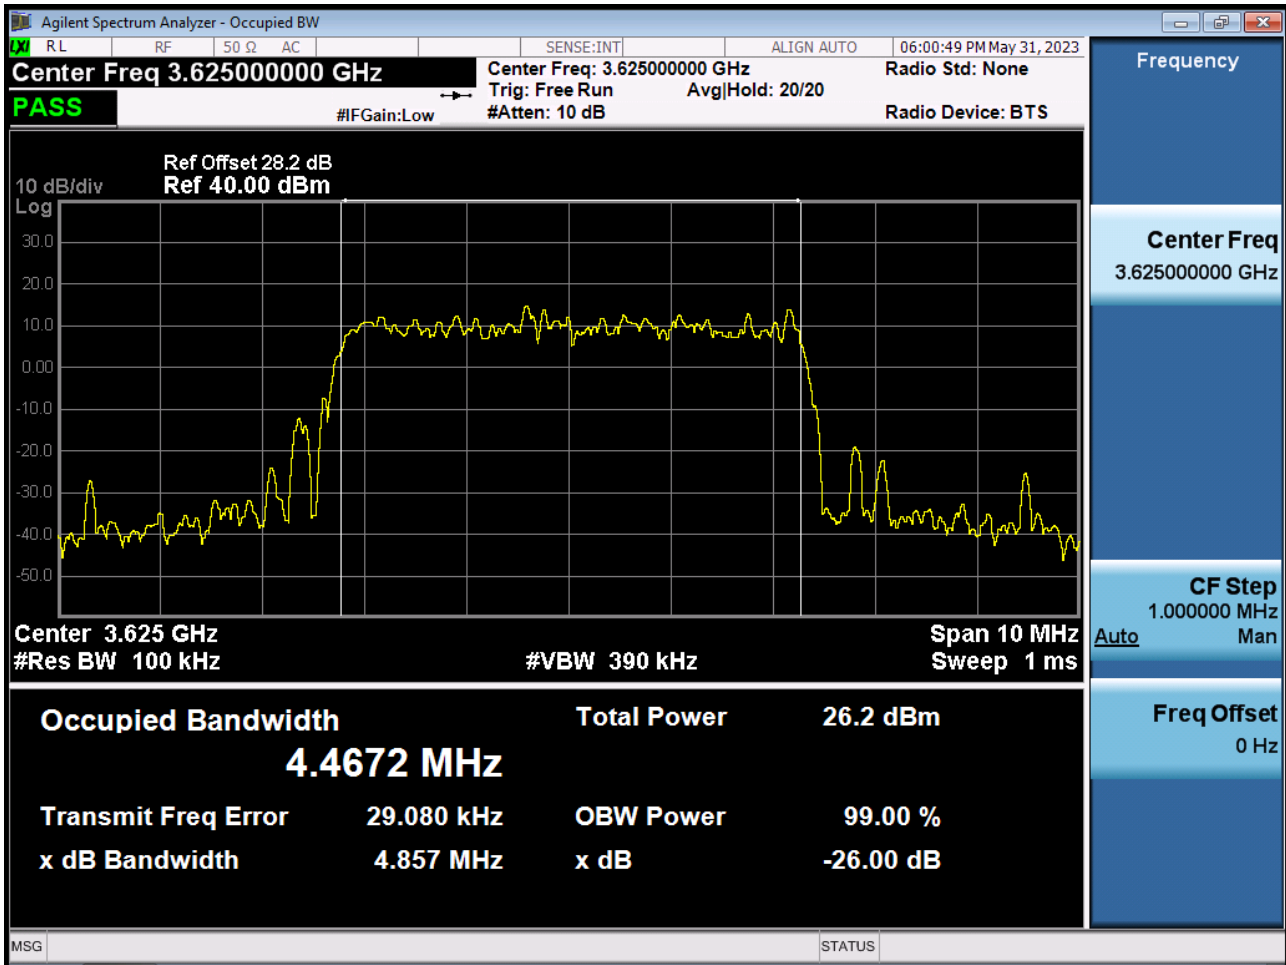 Agilent Spectrum Analyzer - Occupied BW
LXI RL RF 50 Ω AC SENSE:INT ALIGN AUTO 06:00:49 PM May 31, 2023
Center Freq 3.625000000 GHz
Center Freq: 3.625000000 GHz Radio Std: None
Trig: Free Run Avg|Hold: 20/20
PASS
#IFGain:Low #Atten: 10 dB Radio Device: BTS
Ref Offset 28.2 dB
10 dB/div Ref 40.00 dBm
Log
30.0
20.0
10.0
0.00
-10.0
-20.0
-30.0
-40.0
-50.0
Center 3.625 GHz Span 10 MHz
#Res BW 100 kHz #VBW 390 kHz Sweep 1 ms
Occupied Bandwidth Total Power 26.2 dBm
4.4672 MHz
Transmit Freq Error 29.080 kHz OBW Power 99.00 %
x dB Bandwidth 4.857 MHz x dB -26.00 dB
MSG STATUS
Frequency
Center Freq
3.625000000 GHz
CF Step
1.000000 MHz
Auto Man
Freq Offset
0 Hz